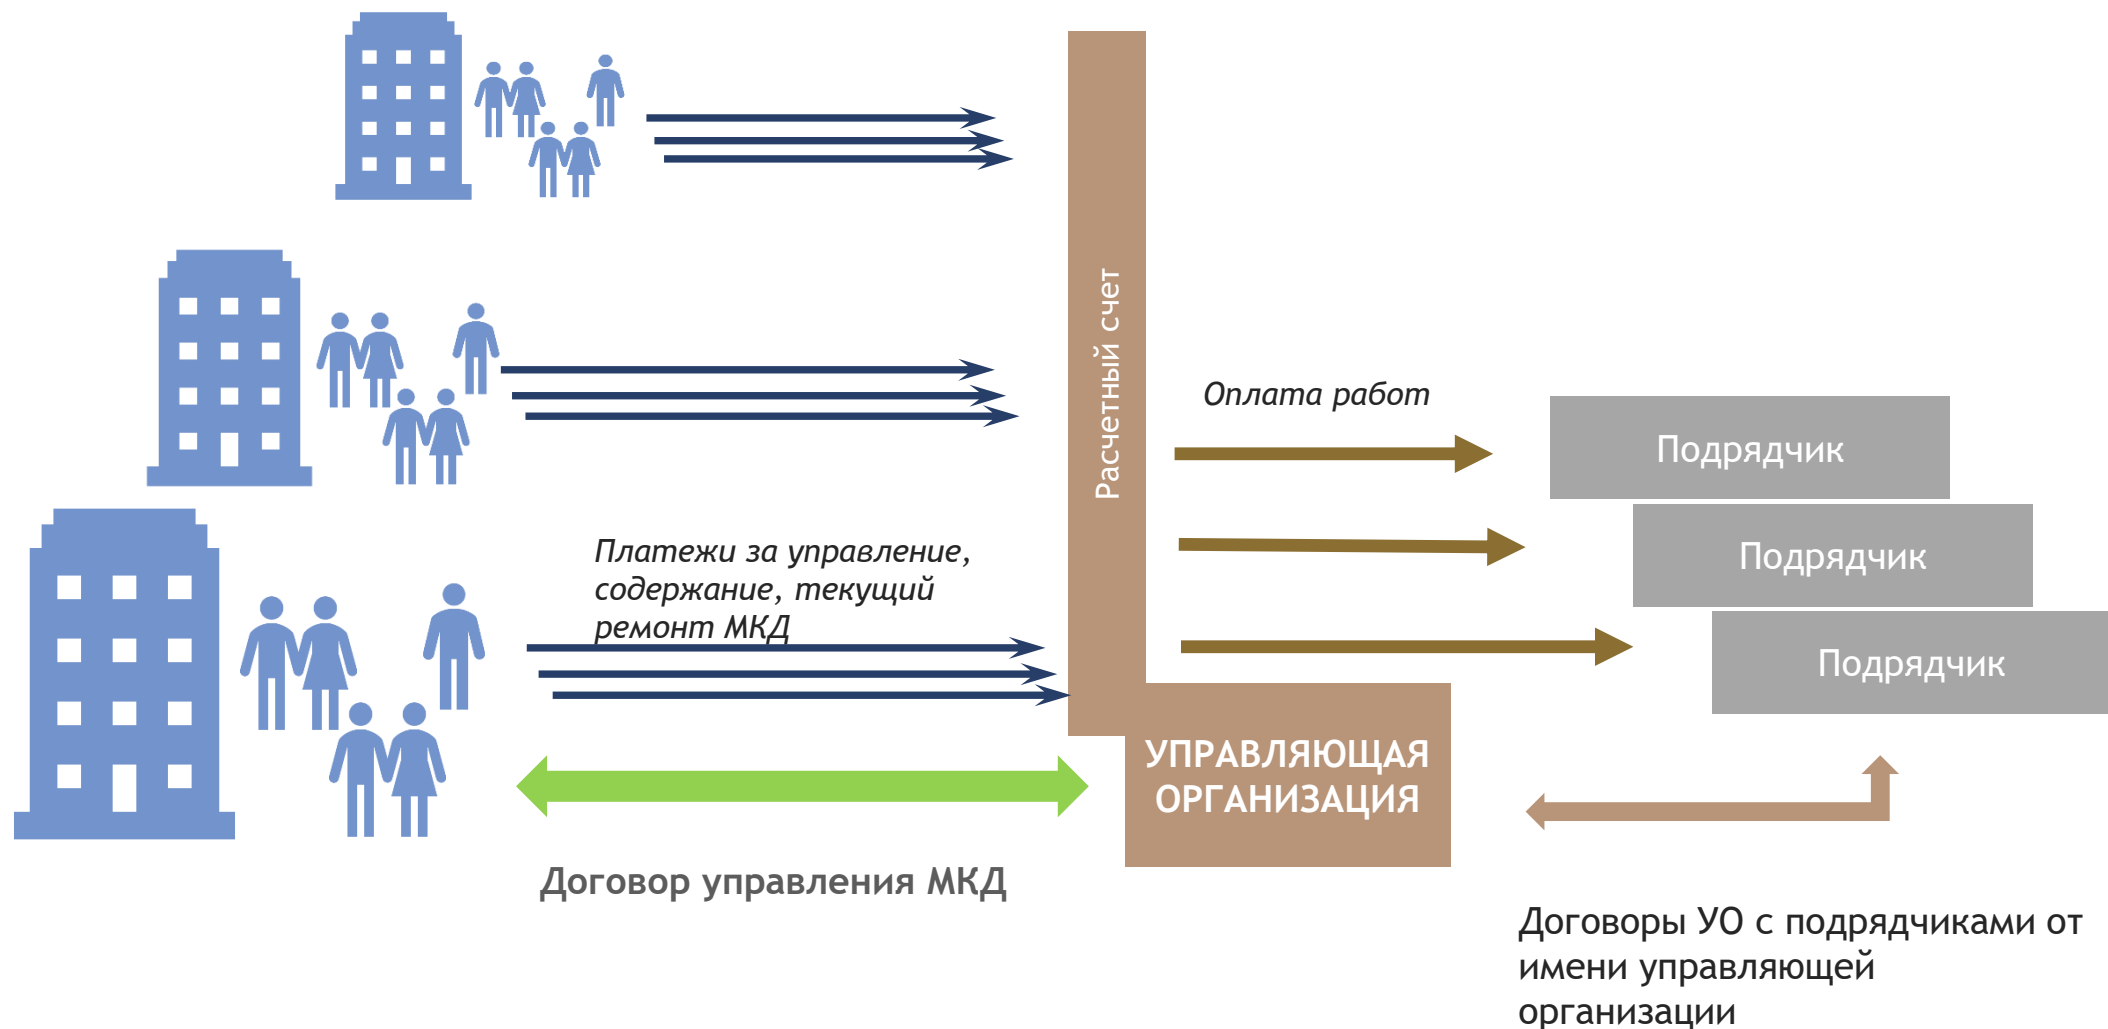 Расчетный счет
Оплата работ
Подрядчик
Подрядчик
Подрядчик
Платежи за управление,
содержание, текущий
ремонт МКД
УПРАВЛЯЮЩАЯ
ОРГАНИЗАЦИЯ
Договор управления МКД
Договоры УО с подрядчиками от
имени управляющей
организации